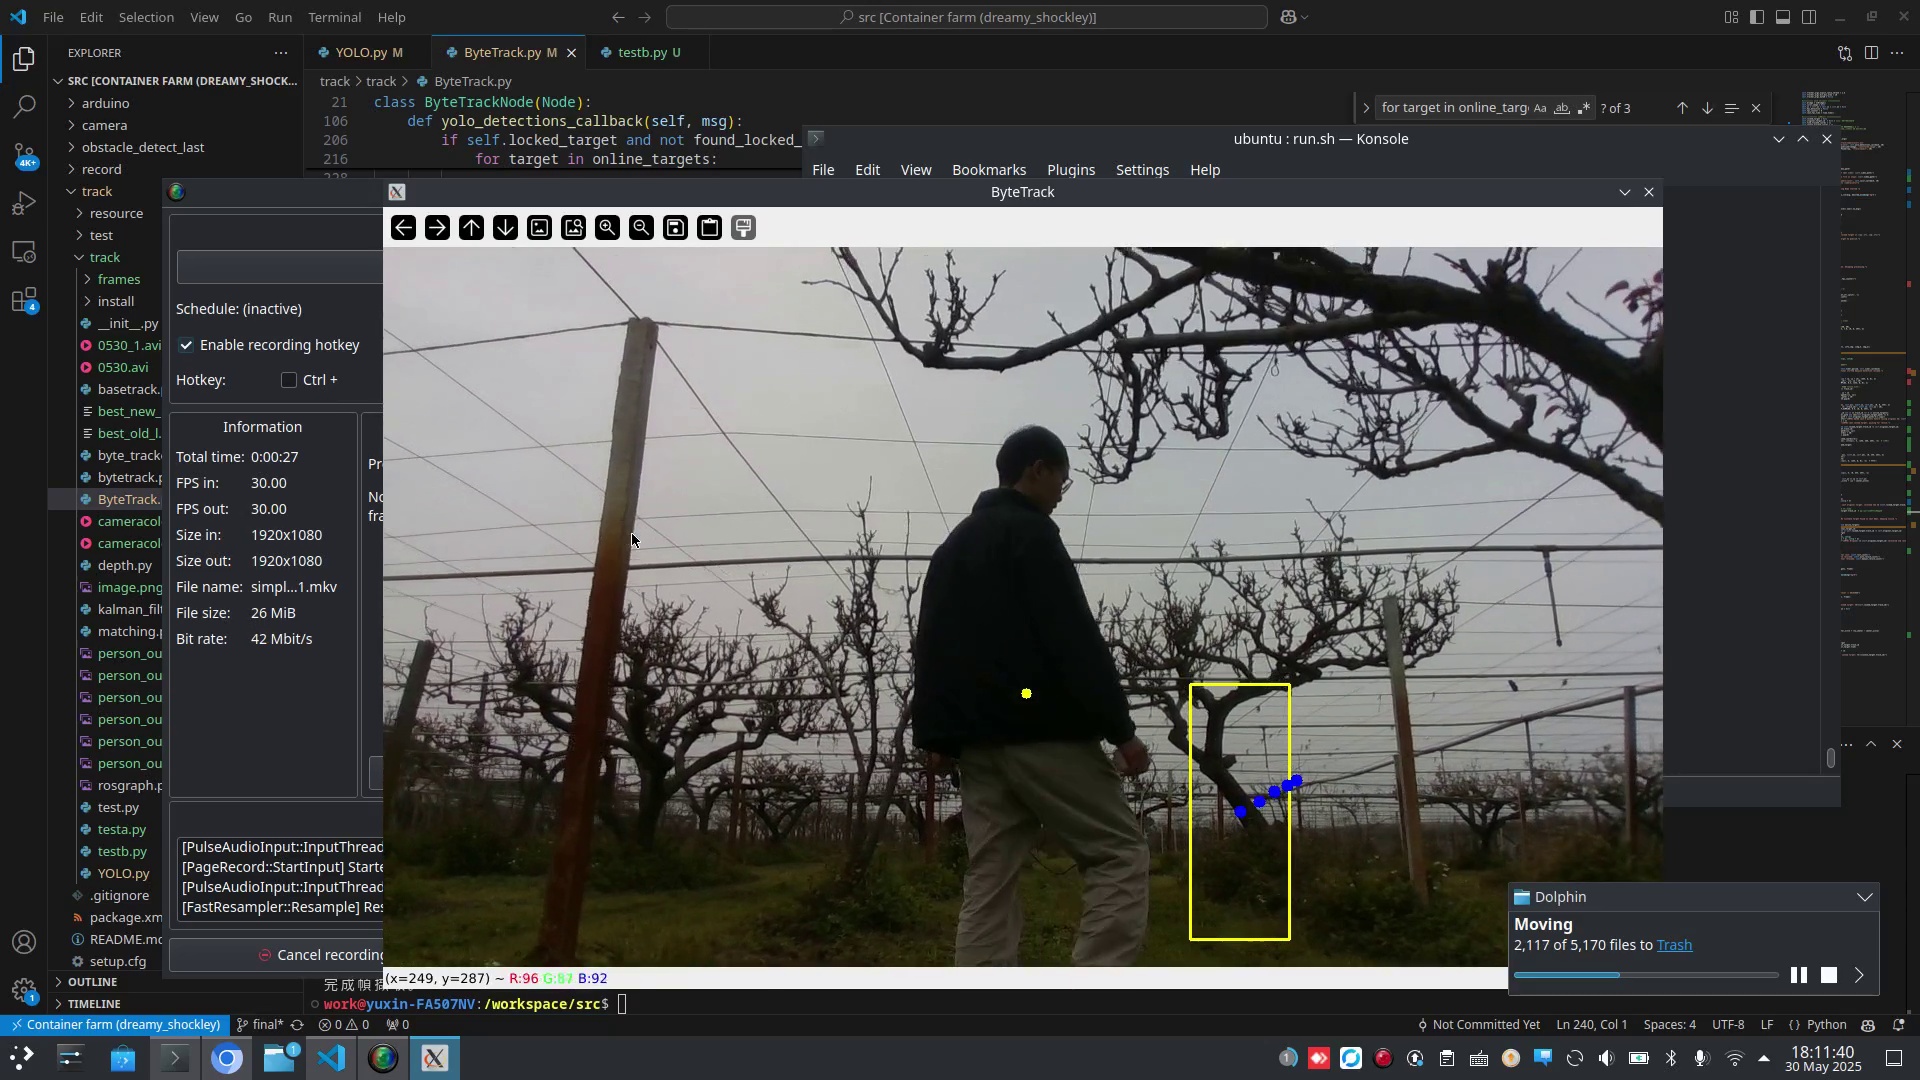 File Edit Selection View Go Run Terminal Help
src [Container farm (dreamy_shockley)]
EXPLORER
YOLO.py M
ByteTrack.py M
testb.py U
SRC [CONTAINER FARM (DREAMY_SHOCK...
track > track > ByteTrack.py
arduino
camera
obstacle_detect_last
record
track
resource
test
track
frames
install
__init__.py
0530_1.avi
0530.avi
basetrack.
best_new_
best_old_l.
byte_track
bytetrack.p
ByteTrack.
cameracol
cameracol
depth.py
image.png
kalman_filt
matching.p
person_ou
person_ou
person_ou
person_ou
person_ou
person_ou
rosgraph.p
test.py
testa.py
testb.py
YOLO.py
.gitignore
package.xm
README.md
setup.cfg
OUTLINE
TIMELINE
4K+
4
1
21 class ByteTrackNode(Node):
106 def yolo_detections_callback(self, msg):
206 if self.locked_target and not found_locked_
216 for target in online_targets:
for target in online_targ
Aa ab .*
? of 3
ubuntu : run.sh — Konsole
File Edit View Bookmarks Plugins Settings Help
ByteTrack
Schedule: (inactive)
Enable recording hotkey
Hotkey: Ctrl +
Information
Total time: 0:00:27
FPS in: 30.00
FPS out: 30.00
Size in: 1920x1080
Size out: 1920x1080
File name: simpl...1.mkv
File size: 26 MiB
Bit rate: 42 Mbit/s
Pr
No
fra
[PulseAudioInput::InputThread
[PageRecord::StartInput] Starte
[PulseAudioInput::InputThread
[FastResampler::Resample] Res
Cancel recording
(x=249, y=287) ~ R:96 G:87 B:92
work@yuxin-FA507NV:/workspace/src$
Dolphin
Moving
2,117 of 5,170 files to Trash
Container farm (dreamy_shockley)
final*
0 0
0
Not Committed Yet
Ln 240, Col 1
Spaces: 4
UTF-8
LF
{ } Python
1
1
18:11:40
30 May 2025